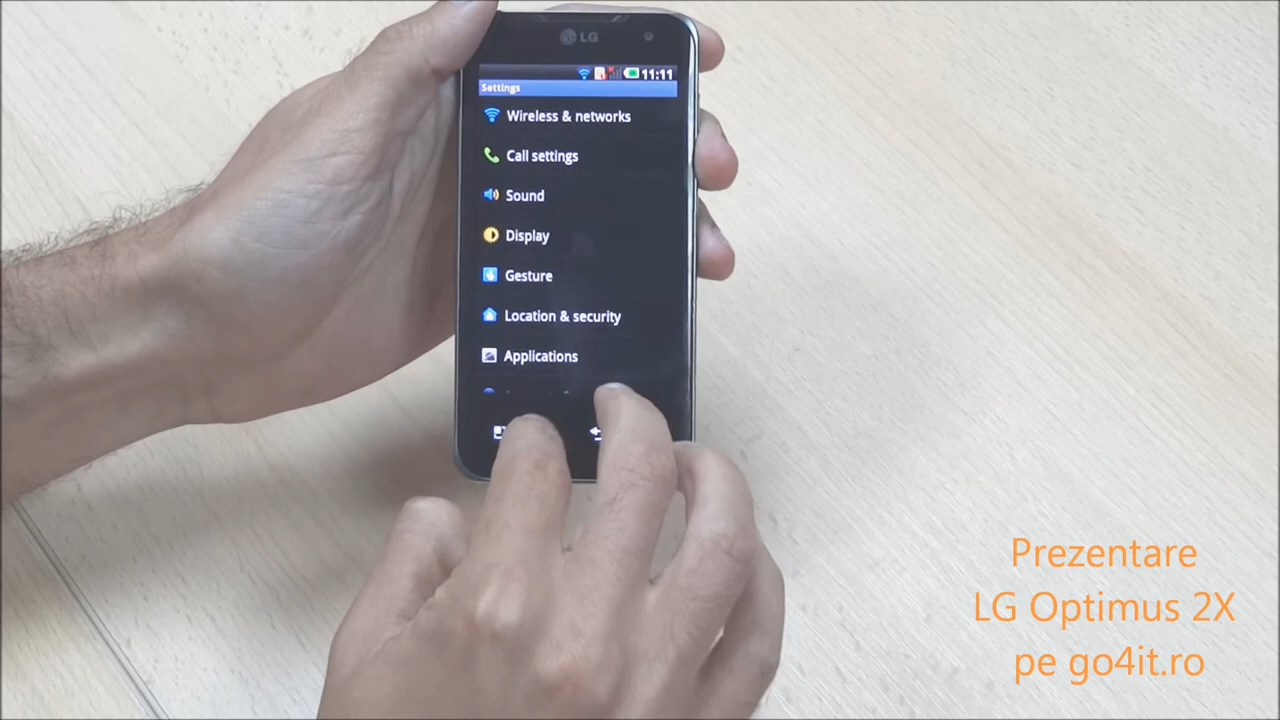 LG
11:11
Settings
Wireless & networks
Call settings
Sound
Display
Gesture
Location & security
Applications
Prezentare
LG Optimus 2X
pe go4it.ro